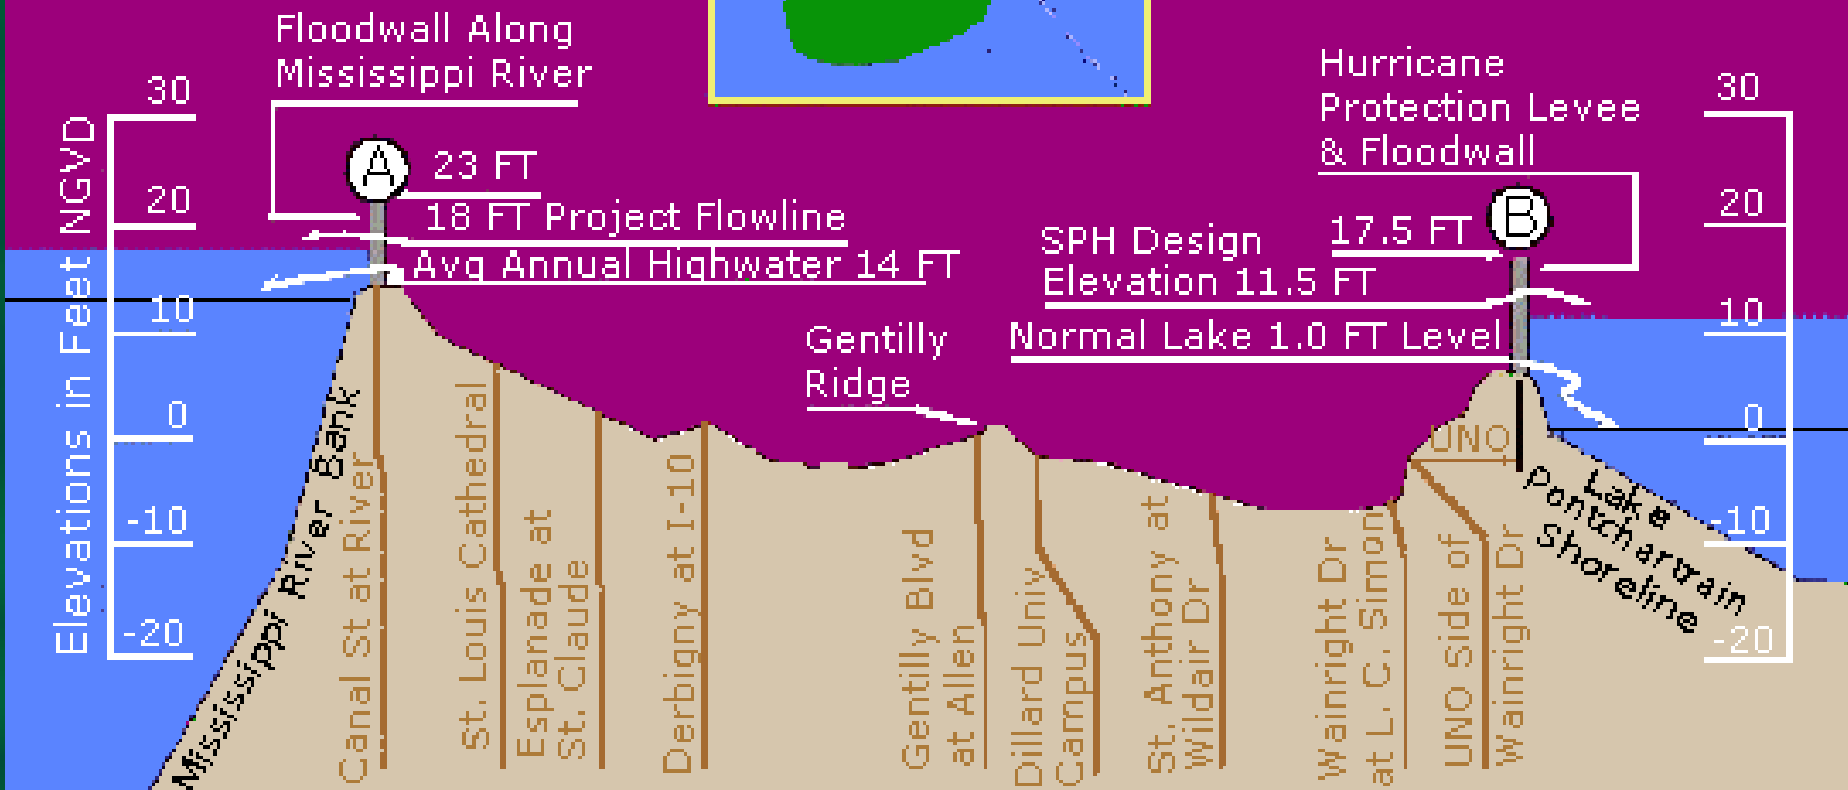 Floodwall Along
Mississippi River
A
23 FT
18 FT Project Flowline
Avg Annual Highwater 14 FT
Elevations in Feet NGVD
30
20
10
0
-10
-20
Gentilly
Ridge
Hurricane
Protection Levee
& Floodwall
B
17.5 FT
SPH Design
Elevation 11.5 FT
Normal Lake 1.0 FT Level
30
20
10
0
-10
-20
Mississippi River Bank
Canal St at River
St. Louis Cathedral
Esplanade at
St. Claude
Derbigny at I-10
Gentilly Blvd
at Allen
Dillard Univ
Campus
St. Anthony at
Wildair Dr
Wainright Dr
at L. C. Simon
UNO
UNO Side of
Wainright Dr
Lake
Pontchartrain
Shoreline